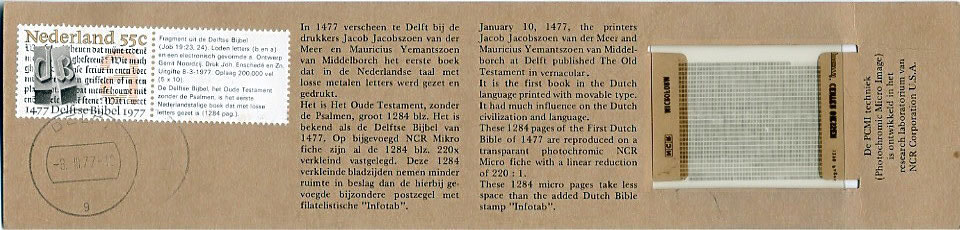 Nederland 55c
1477 Delftse Bijbel 1977
Fragment uit de Delftse Bijbel
(Job 19:23, 24). Loden letters (b en a)
en een electronisch gevormde a. Ontwerp
Gerrit Noordzij. Druk Joh. Enschedé en Zn.
Uitgifte 8-3-1977. Oplaag 200.000 vel
(5 x 10).
De Delftse Bijbel, het Oude Testament
zonder de Psalmen, is het eerste
Nederlandstalige boek dat met losse
letters gezet is (1284 pag.).
9
In 1477 verscheen te Delft bij de
drukkers Jacob Jacobszoen van der
Meer en Mauricius Yemantszoen
van Middelborch het eerste boek
dat in de Nederlandse taal met
losse letters werd gezet en
gedrukt.
Het is Het Oude Testament, zonder
de Psalmen, groot 1284 blz. Het is
bekend als de Delftse Bijbel van
1477. Op bijgevoegd NCR Mikro
fiche zijn al de 1284 blz. 220x
verkleind vastgelegd. Deze 1284
verkleinde bladzijden nemen minder
ruimte in beslag dan de hierbij ge-
voegde bijzondere postzegel met
filatelistische "Infotab".
January 10, 1477, the printers
Jacob Jacobszoen van der Meer and
Mauricius Yemantszoen van Middel-
borch at Delft published The Old
Testament in vernacular.
It is the first book in the Dutch
language printed with movable type.
It had much influence on the Dutch
civilization and language.
These 1284 pages of the First Dutch
Bible of 1477 are reproduced on a
transparant photochromic NCR
Micro fiche with a linear reduction
of 220 : 1.
These 1284 micro pages take less
space than the added Dutch Bible
stamp "Infotab".
NCR
De PCMI techniek
(Photochromic Micro Image)
is ontwikkeld in het
research laboratorium van
NCR Corporation U.S.A.